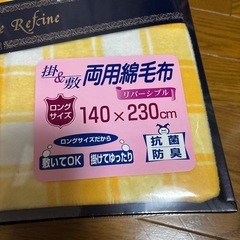 Refine
掛&敷
両用綿毛布
リバーシブル
ロング
サイズ
140×230cm
ロングサイズだから
敷いてOK 掛けてゆったり
抗菌
防臭